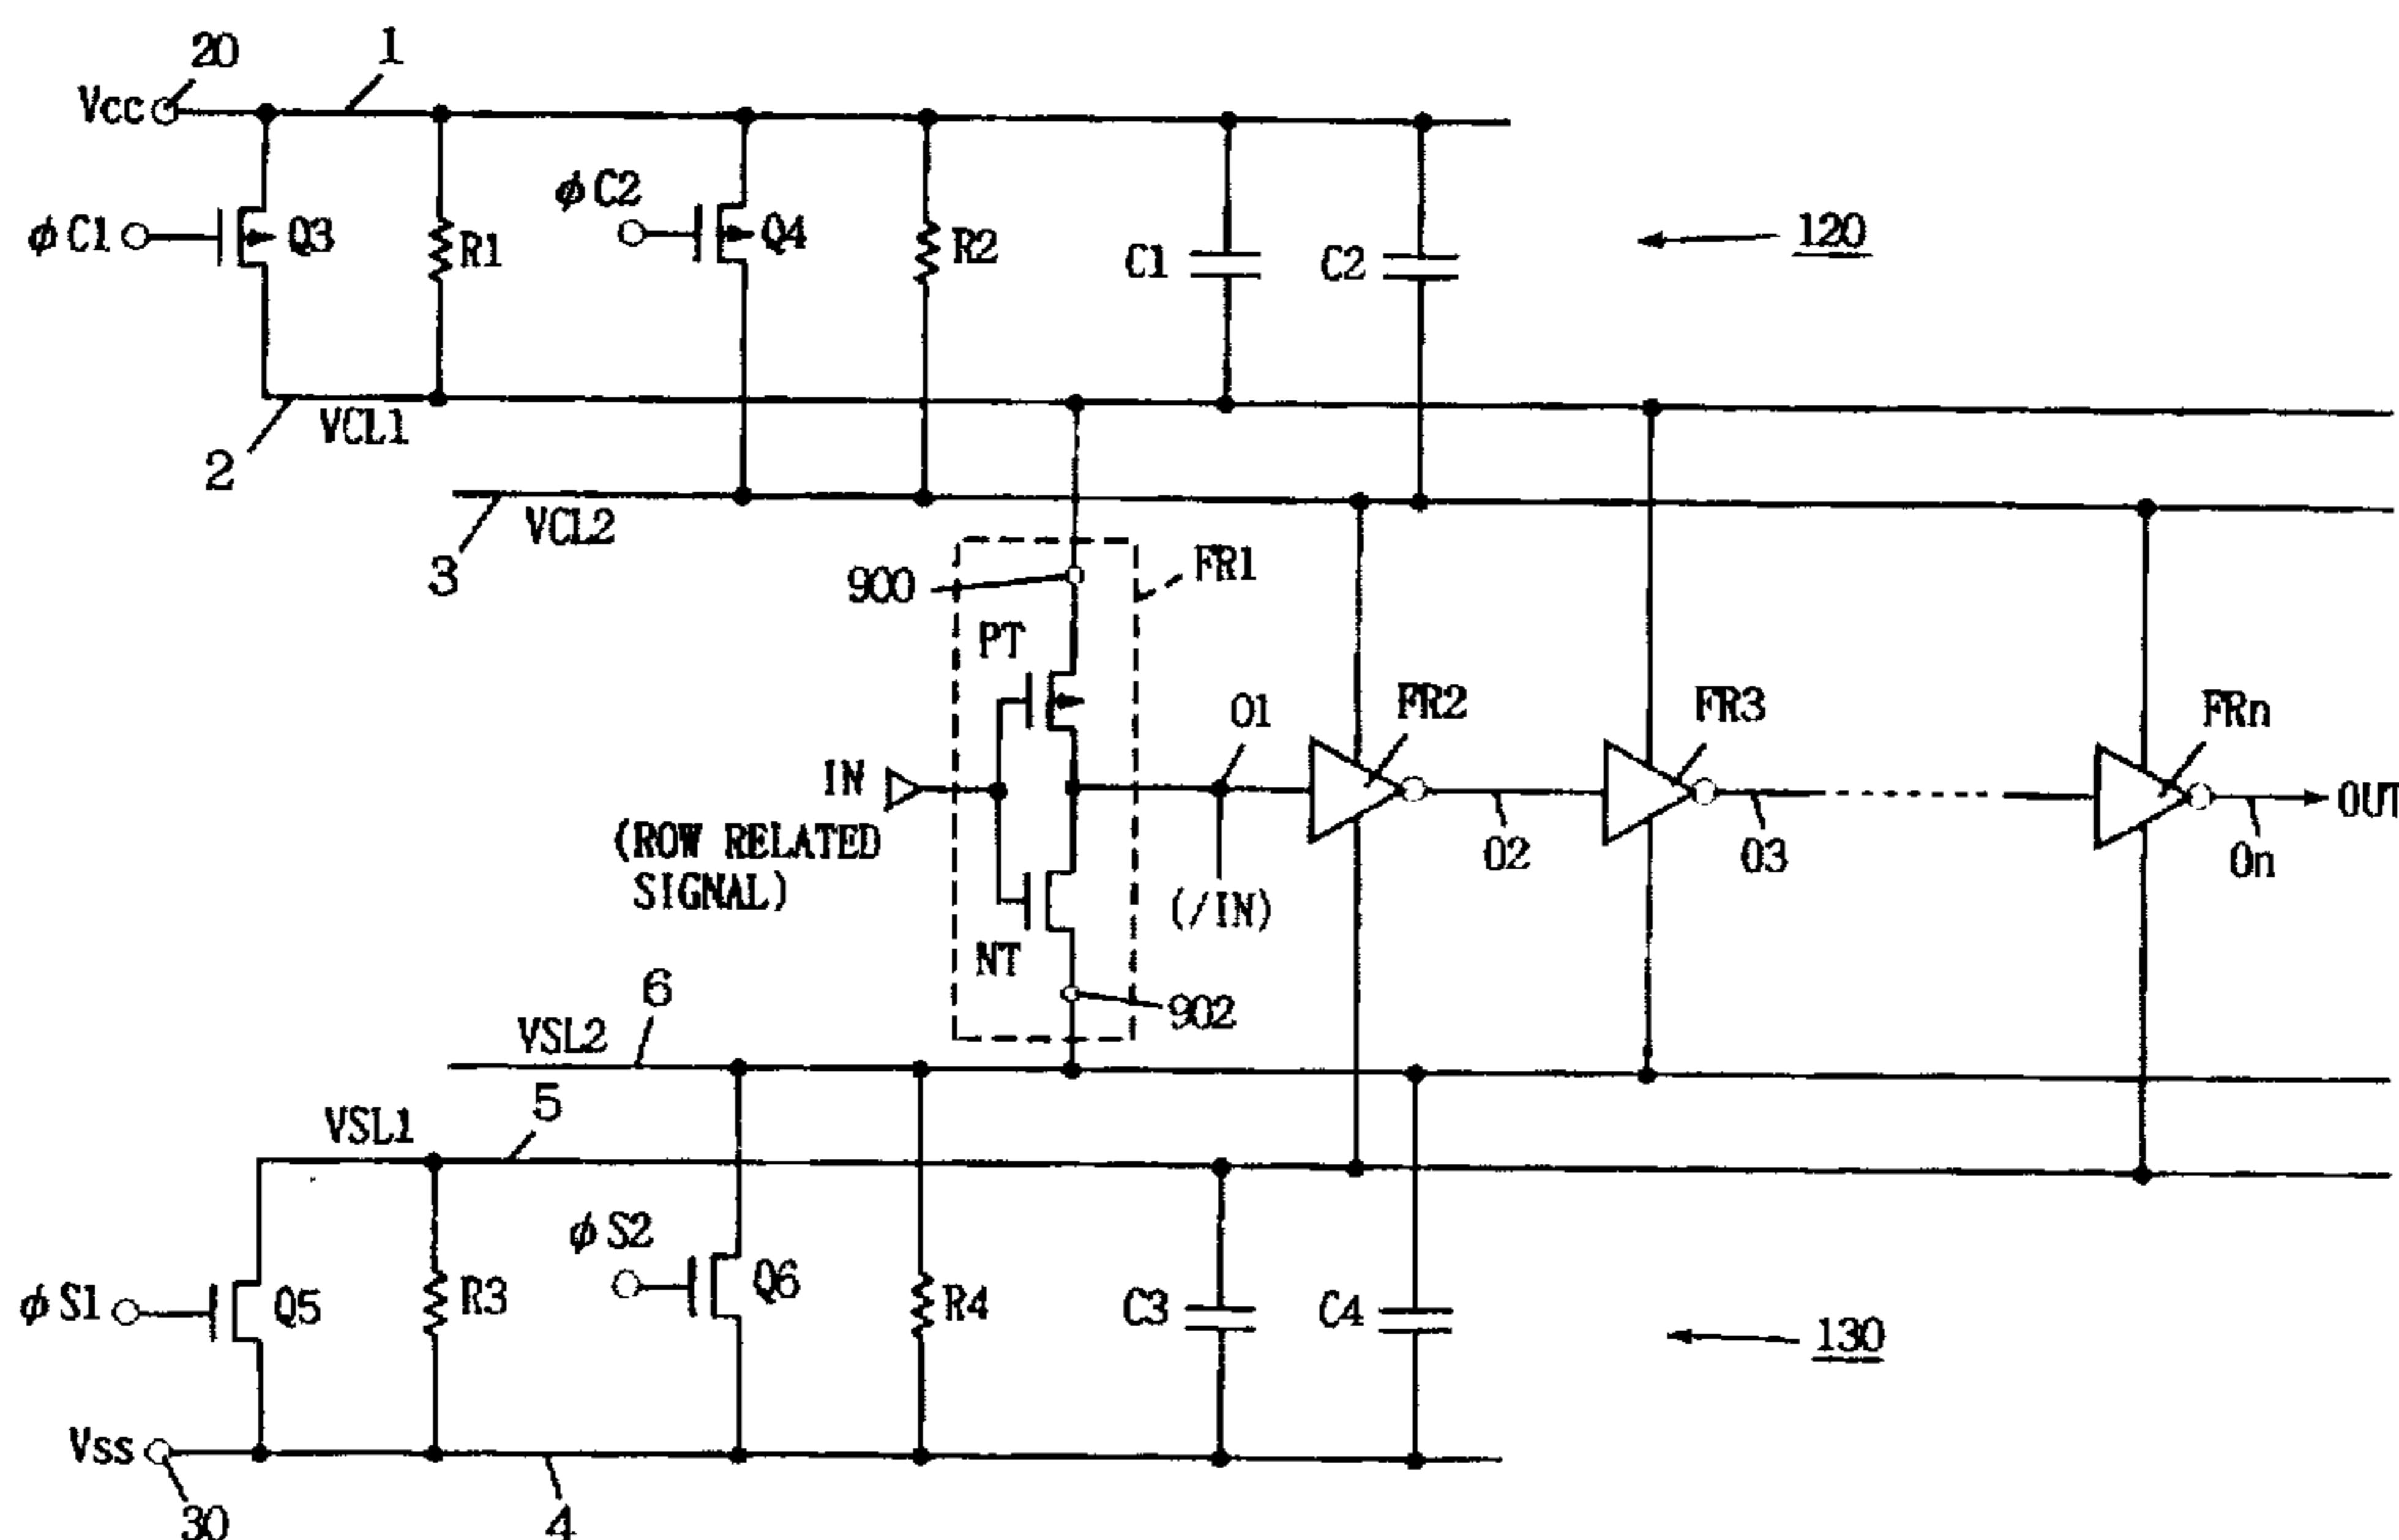 20
1
Vcc
φC1
Q3
R1
φC2
Q4
R2
C1
C2
120
2
VCL1
3
VCL2
900
FR1
PT
IN
(ROW RELATED
SIGNAL)
NT
O1
(/IN)
FR2
O2
FR3
O3
FRn
On
OUT
902
6
VSL2
5
VSL1
φS1
Q5
R3
φS2
Q6
R4
C3
C4
130
Vss
30
4